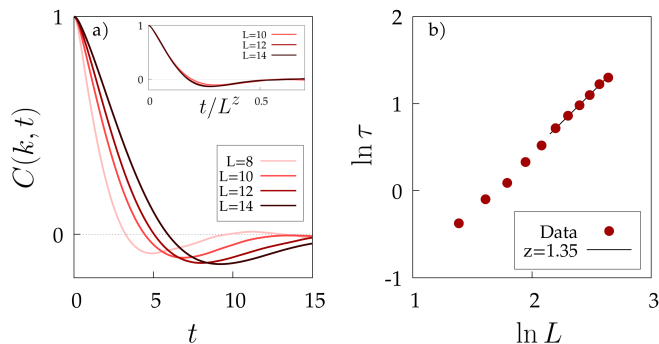 a)
C(k, t)
1
0
0
5
10
15
t
L=8
L=10
L=12
L=14
1
0
0
0.5
t/L^z
L=10
L=12
L=14
b)
ln τ
2
1
0
-1
1
2
3
ln L
Data
z=1.35